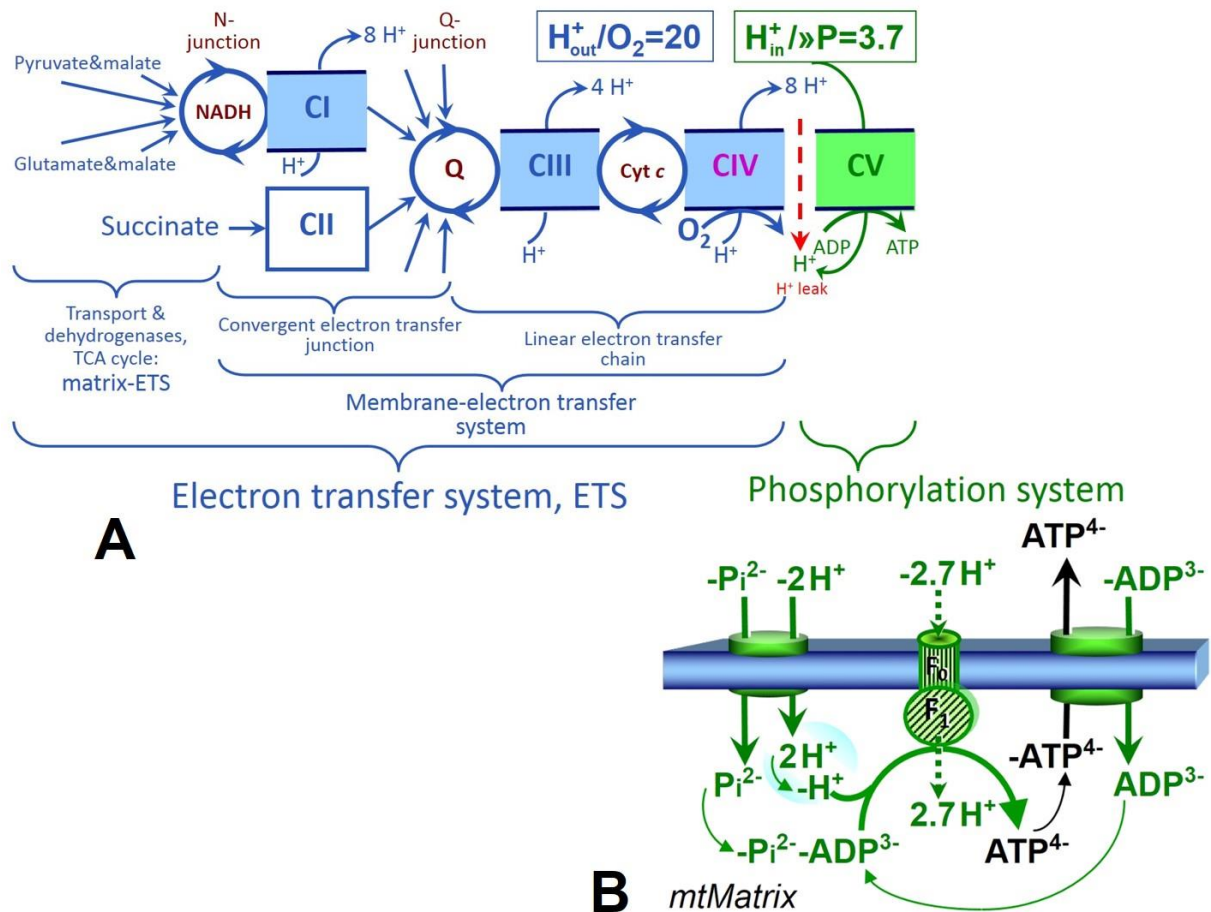 N-
junction
8 H⁺
Q-
junction
H⁺out/O₂=20
H⁺in/»P=3.7
Pyruvate&malate
NADH
CI
4 H⁺
8 H⁺
Glutamate&malate
H⁺
Q
CIII
Cyt c
CIV
CV
Succinate
CII
H⁺
O₂
H⁺
ADP
ATP
H⁺
H⁺ leak
Transport &
dehydrogenases,
TCA cycle:
matrix-ETS
Convergent electron transfer
junction
Linear electron transfer
chain
Membrane-electron transfer
system
Electron transfer system, ETS
Phosphorylation system
A
ATP⁴⁻
-Pi²⁻
-2H⁺
-2.7H⁺
-ADP³⁻
F₀
F₁
2H⁺
-H⁺
Pi²⁻
2.7H⁺
-ATP⁴⁻
ADP³⁻
-Pi²⁻-ADP³⁻
ATP⁴⁻
B
mtMatrix